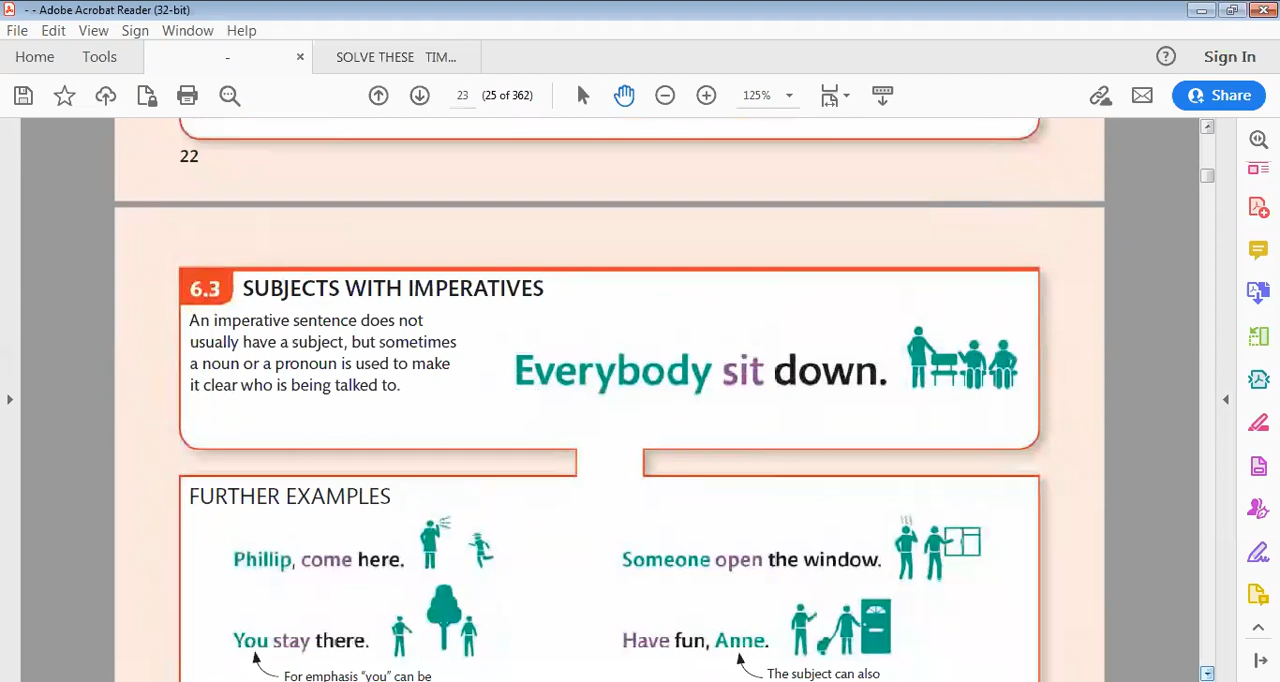 - - Adobe Acrobat Reader (32-bit)
File Edit View Sign Window Help
Home Tools - × SOLVE THESE TIM... ? Sign In
23 (25 of 362) 125% Share
22
6.3 SUBJECTS WITH IMPERATIVES
An imperative sentence does not
usually have a subject, but sometimes
a noun or a pronoun is used to make
it clear who is being talked to.
Everybody sit down.
FURTHER EXAMPLES
Phillip, come here.
Someone open the window.
You stay there.
Have fun, Anne.
For emphasis "you" can be
The subject can also